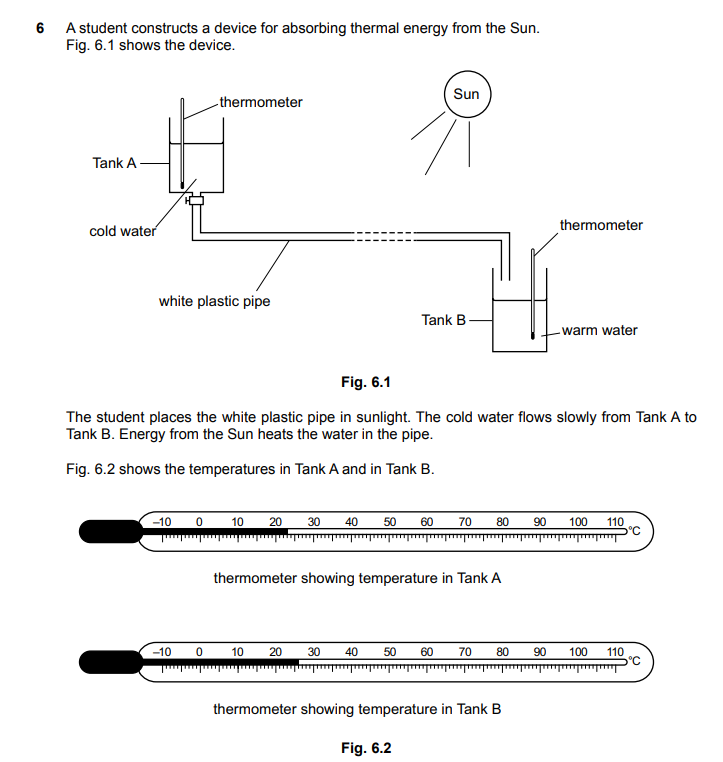 6 A student constructs a device for absorbing thermal energy from the Sun.
Fig. 6.1 shows the device.
thermometer
Sun
Tank A
cold water
thermometer
white plastic pipe
Tank B
warm water
Fig. 6.1
The student places the white plastic pipe in sunlight. The cold water flows slowly from Tank A to
Tank B. Energy from the Sun heats the water in the pipe.
Fig. 6.2 shows the temperatures in Tank A and in Tank B.
–10 0 10 20 30 40 50 60 70 80 90 100 110 °C
thermometer showing temperature in Tank A
–10 0 10 20 30 40 50 60 70 80 90 100 110 °C
thermometer showing temperature in Tank B
Fig. 6.2